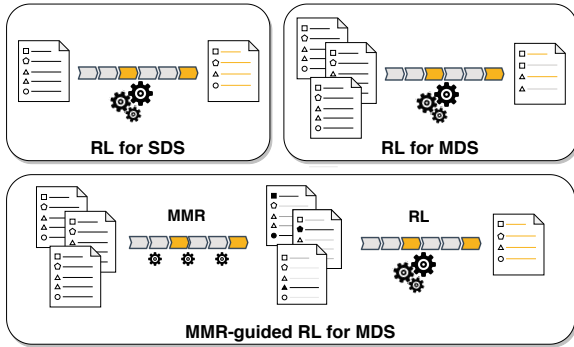 RL for SDS
RL for MDS
MMR
RL
MMR-guided RL for MDS